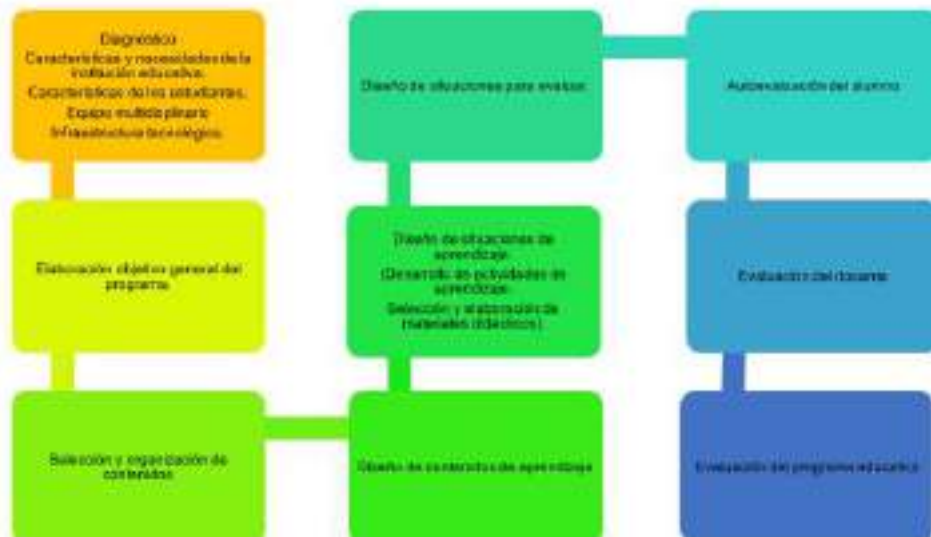 Diagnóstico
Características y necesidades de la
institución educativa.
Características de los estudiantes.
Equipo multidiplinario
Infraestructura tecnológica.
Elaboración objetivo general del
programa
Selección y organización de
contenidos
Diseño de contenidos de aprendizaje
Diseño de situaciones de
aprendizaje
(Desarrollo de actividades de
aprendizaje
Selección y elaboración de
materiales didácticos)
Diseño de situaciones para evaluar
Autoevaluación del alumno
Evaluación del docente
Evaluación del programa educativo